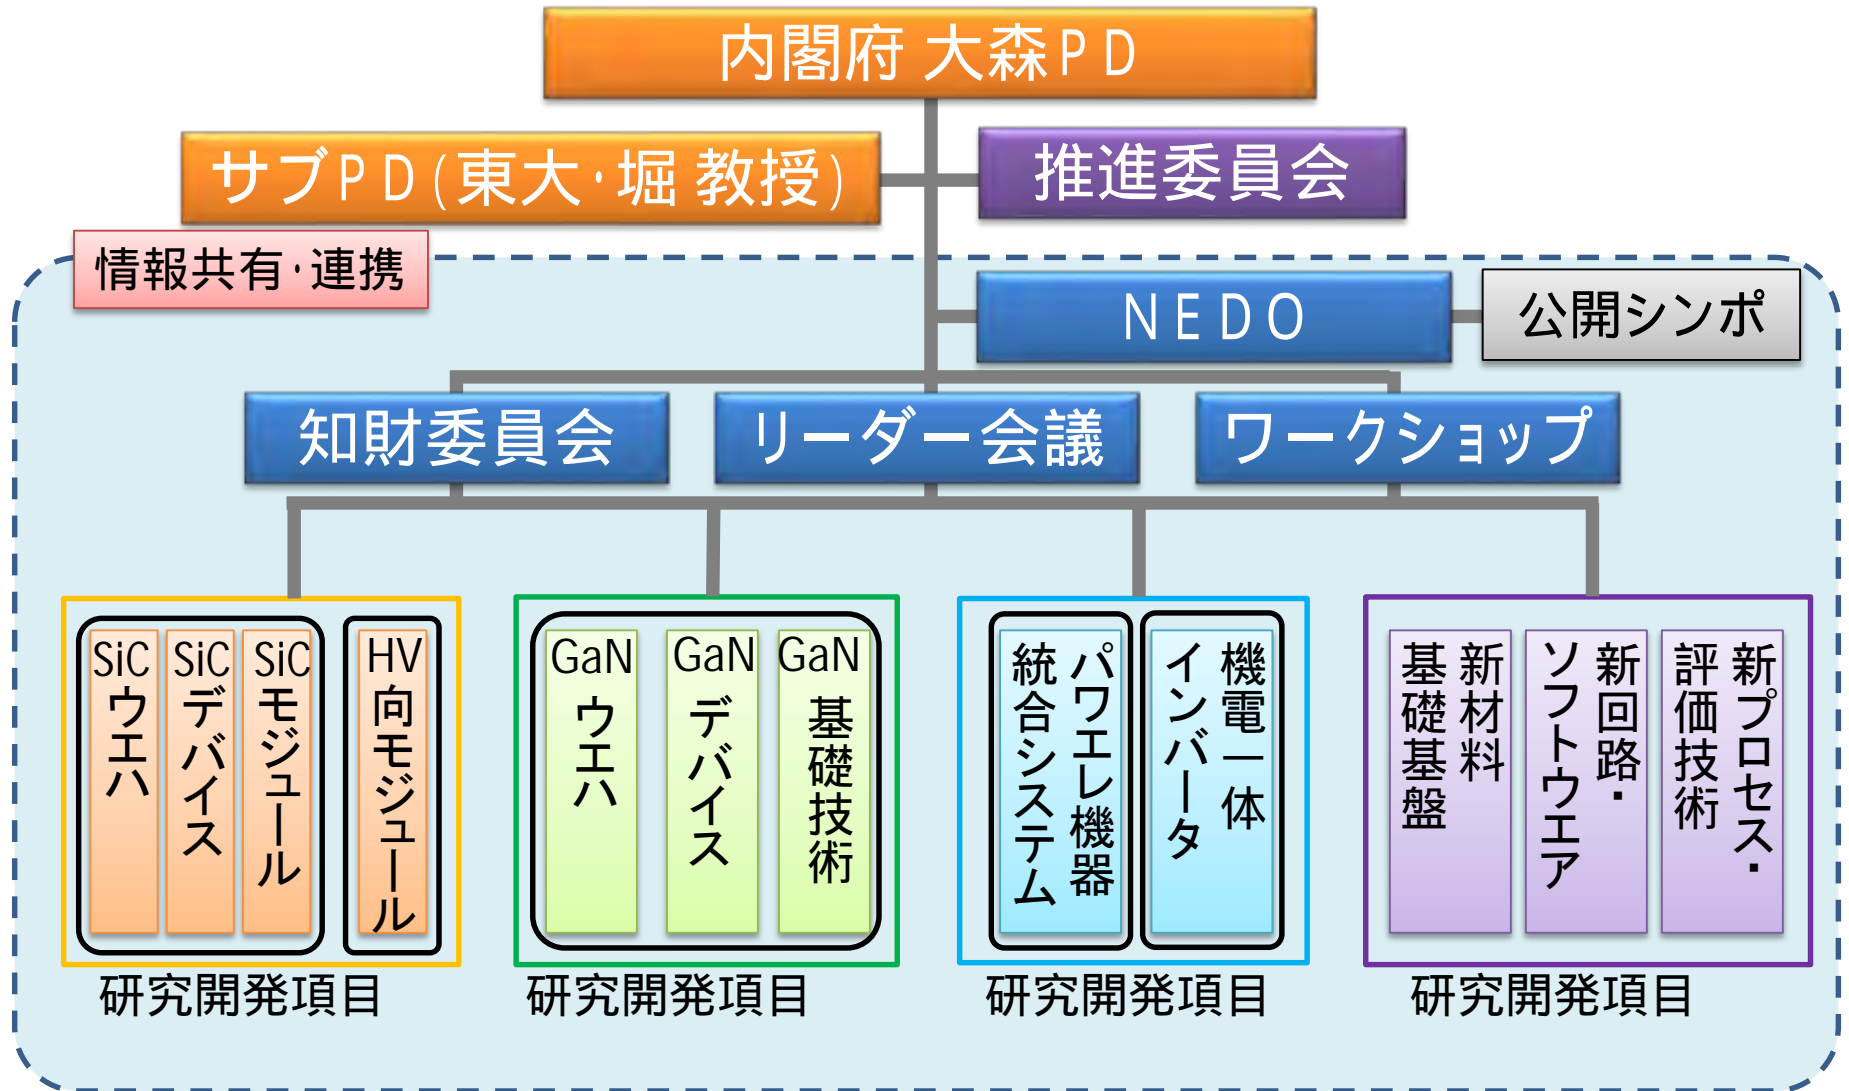 内閣府 大森PD
サブPD(東大・堀 教授)
推進委員会
情報共有・連携
NEDO
公開シンポ
知財委員会
リーダー会議
ワークショップ
SiC
ウエハ
SiC
デバイス
SiC
モジュール
HV
向モジュール
GaN
ウエハ
GaN
デバイス
GaN
基礎技術
パワエレ機器
統合システム
機電一体
インバータ
新材料
基礎基盤
新回路・
ソフトウエア
新プロセス・
評価技術
研究開発項目
研究開発項目
研究開発項目
研究開発項目